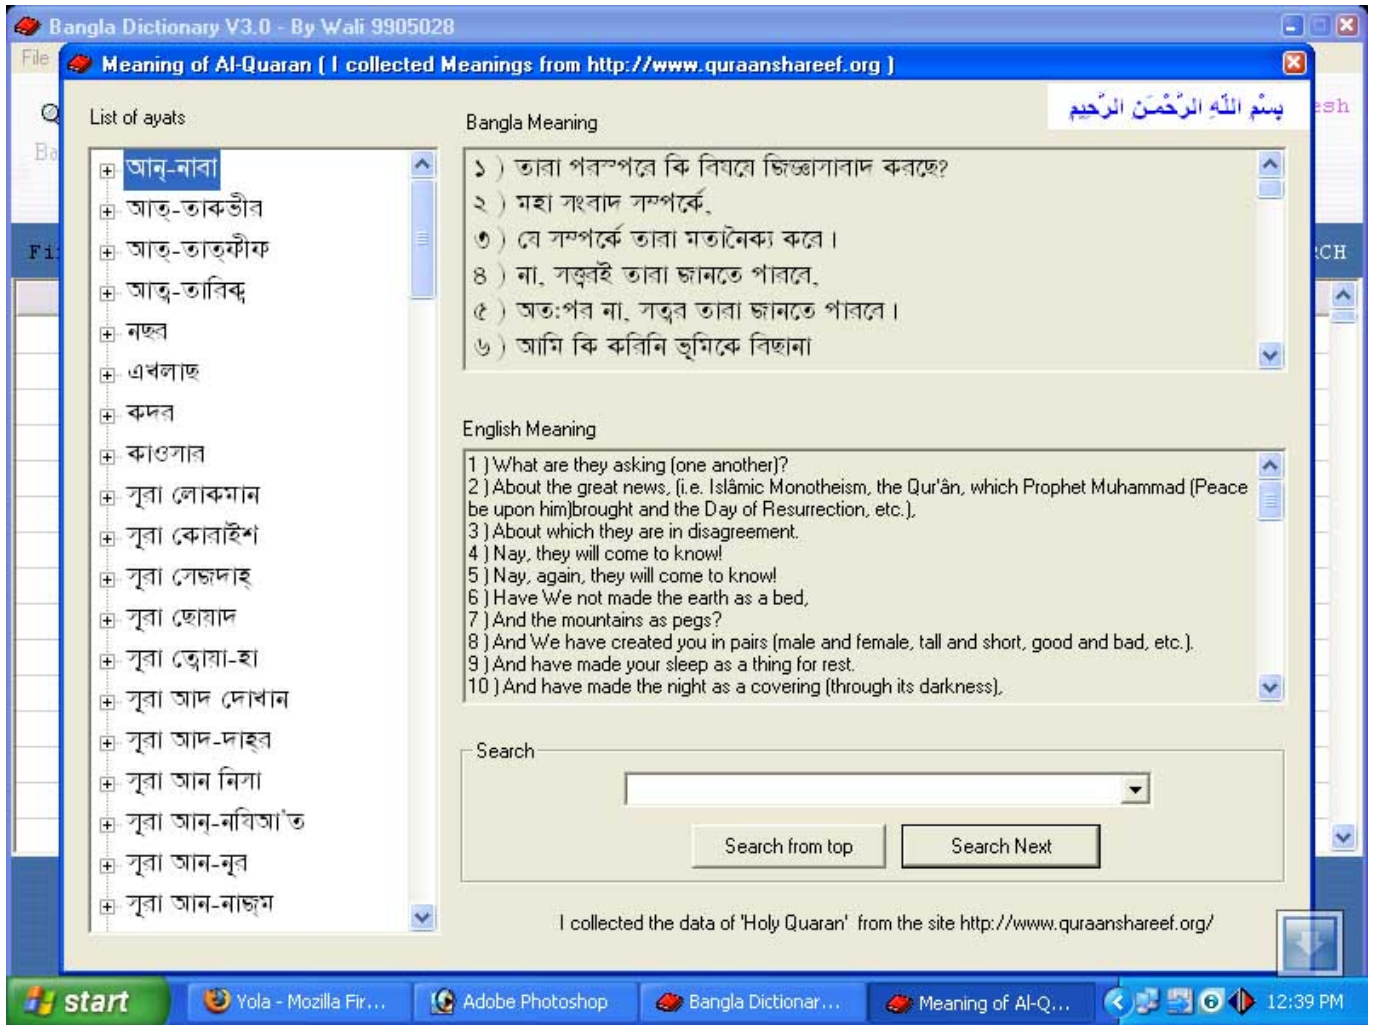 Bangla Dictionary V3.0 - By Wali 9905028
File
Meaning of Al-Quaran ( I collected Meanings from http://www.quraanshareef.org )
List of ayats
আন্-নাবা
আত্-তাকভীর
আত্-তাত্ফীফ
আত্ব-তারিক্ব
নছর
এখলাছ
কদর
কাওসার
সূরা লোকমান
সূরা কোরাইশ
সূরা সেজদাহ্
সূরা ছোয়াদ
সূরা ত্বোয়া-হা
সূরা আদ দোখান
সূরা আদ-দাহ্র
সূরা আন নিসা
সূরা আন্-নযিআ'ত
সূরা আন-নূর
সূরা আন-নাজ্ম
بِسْمِ اللّهِ الرَّحْمَنِ الرَّحِيمِ
Bangla Meaning
১ ) তারা পরস্পরে কি বিষয়ে জিজ্ঞাসাবাদ করছে?
২ ) মহা সংবাদ সম্পর্কে,
৩ ) যে সম্পর্কে তারা মতানৈক্য করে।
৪ ) না, সত্ত্বরই তারা জানতে পারবে,
৫ ) অতঃপর না, সত্বর তারা জানতে পারবে।
৬ ) আমি কি করিনি ভূমিকে বিছানা
English Meaning
1 ) What are they asking (one another)?
2 ) About the great news, (i.e. Islâmic Monotheism, the Qur'ân, which Prophet Muhammad (Peace
be upon him)brought and the Day of Resurrection, etc.),
3 ) About which they are in disagreement.
4 ) Nay, they will come to know!
5 ) Nay, again, they will come to know!
6 ) Have We not made the earth as a bed,
7 ) And the mountains as pegs?
8 ) And We have created you in pairs (male and female, tall and short, good and bad, etc.).
9 ) And have made your sleep as a thing for rest.
10 ) And have made the night as a covering (through its darkness),
Search
Search from top
Search Next
I collected the data of 'Holy Quaran' from the site http://www.quraanshareef.org/
start
Yola - Mozilla Fir...
Adobe Photoshop
Bangla Dictionar...
Meaning of Al-Q...
12:39 PM